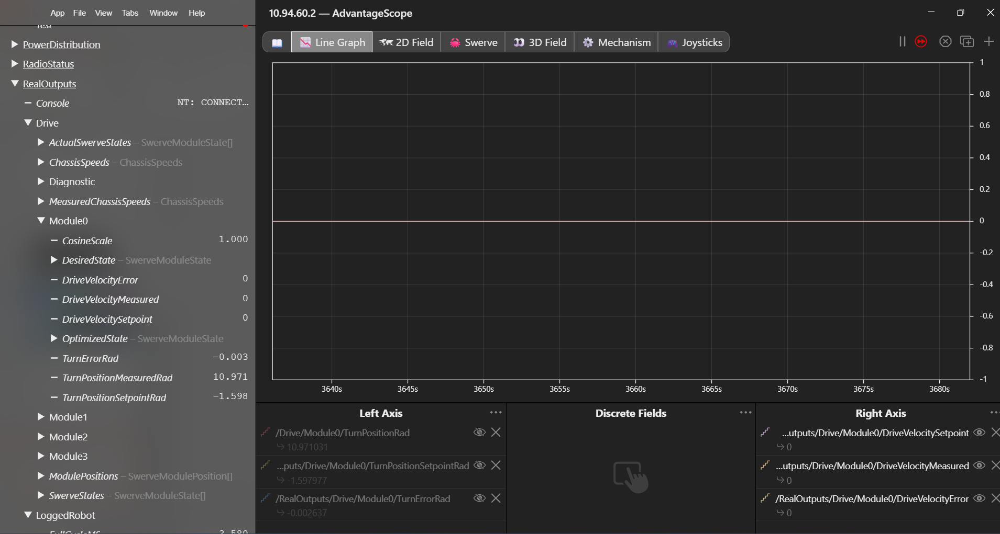 App File View Tabs Window Help
10.94.60.2 — AdvantageScope
Line Graph
2D Field
Swerve
3D Field
Mechanism
Joysticks
Test
PowerDistribution
RadioStatus
RealOutputs
Console NT: CONNECT...
Drive
ActualSwerveStates – SwerveModuleState[]
ChassisSpeeds – ChassisSpeeds
Diagnostic
MeasuredChassisSpeeds – ChassisSpeeds
Module0
CosineScale 1.000
DesiredState – SwerveModuleState
DriveVelocityError 0
DriveVelocityMeasured 0
DriveVelocitySetpoint 0
OptimizedState – SwerveModuleState
TurnErrorRad -0.003
TurnPositionMeasuredRad 10.971
TurnPositionSetpointRad -1.598
Module1
Module2
Module3
ModulePositions – SwerveModulePosition[]
SwerveStates – SwerveModuleState[]
LoggedRobot
FullCycleMS 3.580
1
0.8
0.6
0.4
0.2
0
-0.2
-0.4
-0.6
-0.8
-1
3640s 3645s 3650s 3655s 3660s 3665s 3670s 3675s 3680s
Left Axis
/Drive/Module0/TurnPositionRad
10.971031
...puts/Drive/Module0/TurnPositionSetpointRad
-1.597977
/RealOutputs/Drive/Module0/TurnErrorRad
-0.002637
Discrete Fields
Right Axis
...utputs/Drive/Module0/DriveVelocitySetpoint
0
...utputs/Drive/Module0/DriveVelocityMeasured
0
/RealOutputs/Drive/Module0/DriveVelocityError
0